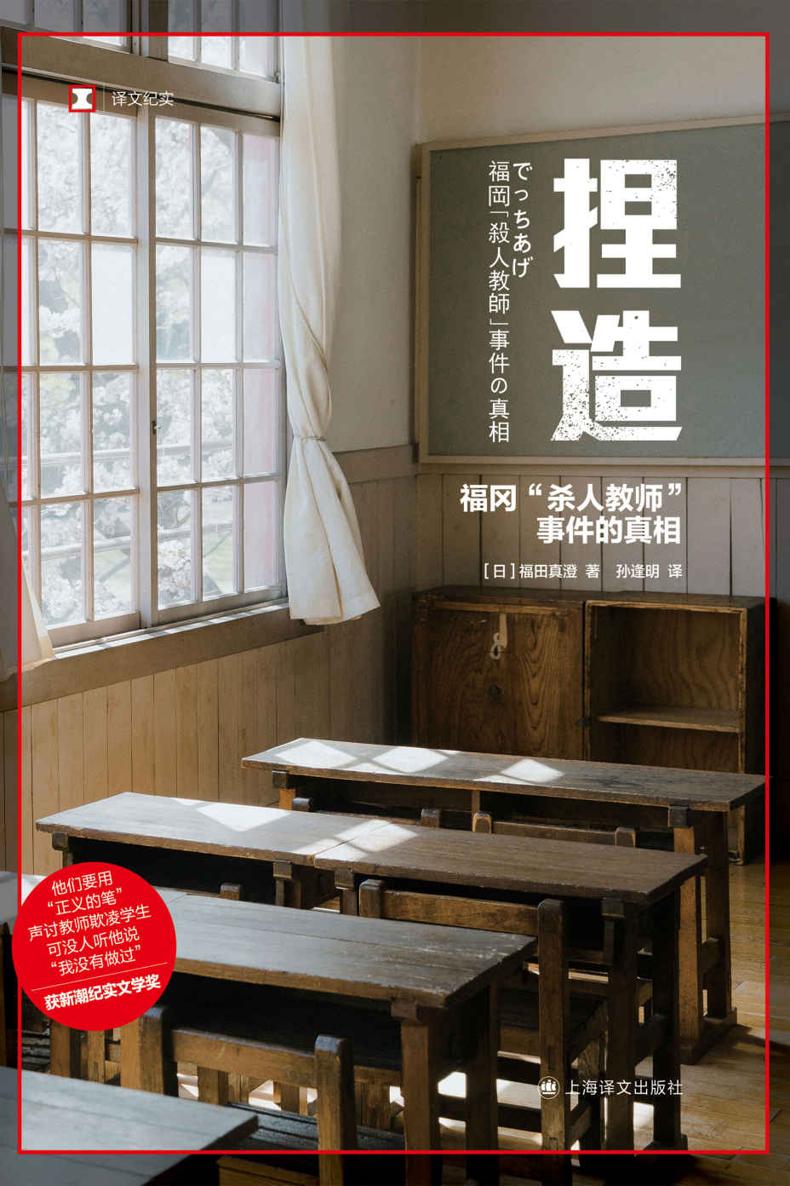 译文纪实
捏造
でっちあげ
福岡「殺人教師」事件の真相
福冈“杀人教师”
事件的真相
[日]福田真澄 著 孙逢明 译
他们要用
“正义的笔”
声讨教师欺凌学生
可没人听他说
“我没有做过”
获新潮纪实文学奖
上海译文出版社